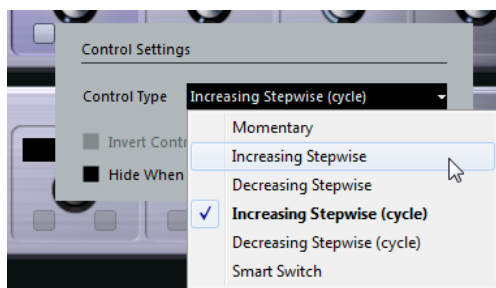 Control Settings
Control Type Increasing Stepwise (cycle)
Momentary
Invert Contr
Increasing Stepwise
Hide When
Decreasing Stepwise
Increasing Stepwise (cycle)
Decreasing Stepwise (cycle)
Smart Switch